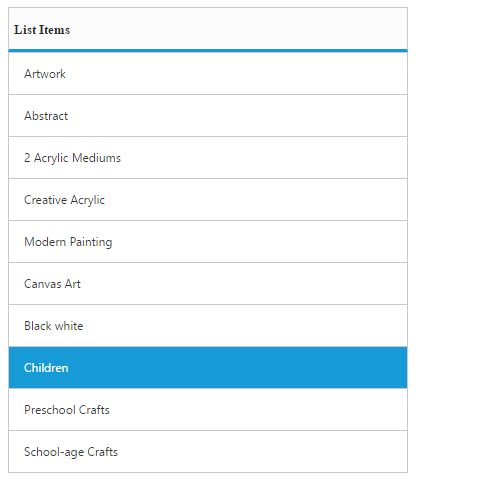 List Items
Artwork
Abstract
2 Acrylic Mediums
Creative Acrylic
Modern Painting
Canvas Art
Black white
Children
Preschool Crafts
School-age Crafts